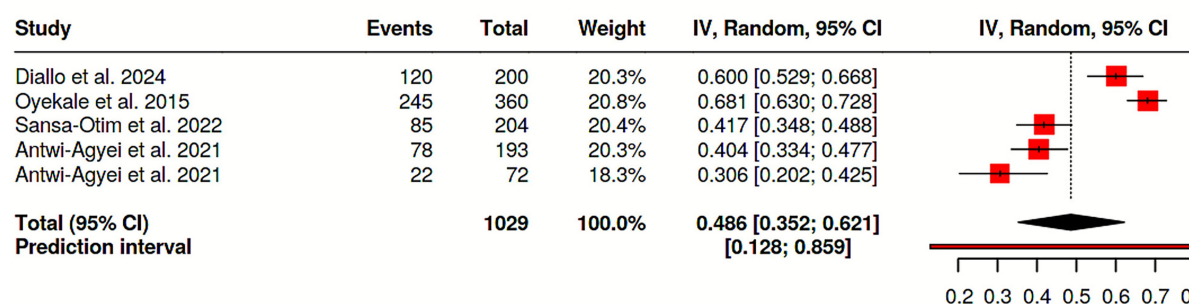 Study Events Total Weight IV, Random, 95% CI IV, Random, 95% CI
Diallo et al. 2024 120 200 20.3% 0.600 [0.529; 0.668]
Oyekale et al. 2015 245 360 20.8% 0.681 [0.630; 0.728]
Sansa-Otim et al. 2022 85 204 20.4% 0.417 [0.348; 0.488]
Antwi-Agyei et al. 2021 78 193 20.3% 0.404 [0.334; 0.477]
Antwi-Agyei et al. 2021 22 72 18.3% 0.306 [0.202; 0.425]
Total (95% CI) 1029 100.0% 0.486 [0.352; 0.621]
Prediction interval [0.128; 0.859]
0.2 0.3 0.4 0.5 0.6 0.7